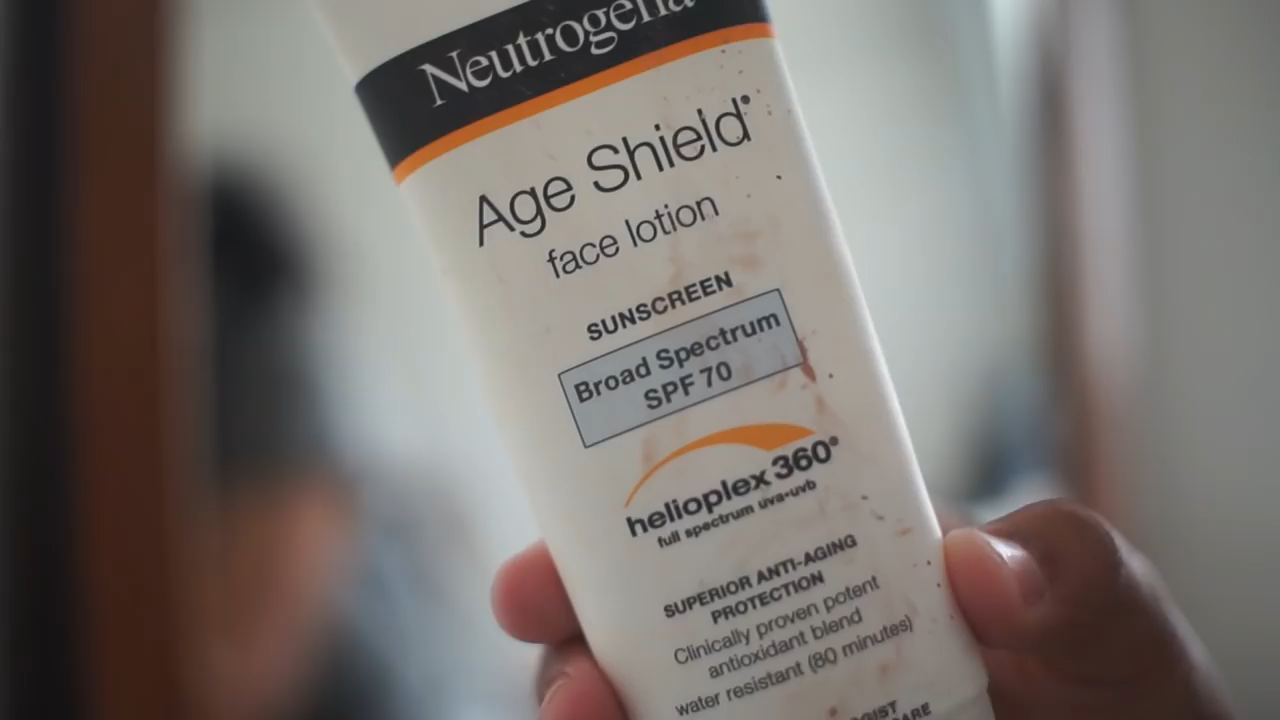 Neutrogena
Age Shield®
face lotion
SUNSCREEN
Broad Spectrum
SPF 70
helioplex 360®
full spectrum uva•uvb
SUPERIOR ANTI-AGING
PROTECTION
Clinically proven potent
antioxidant blend
water resistant (80 minutes)